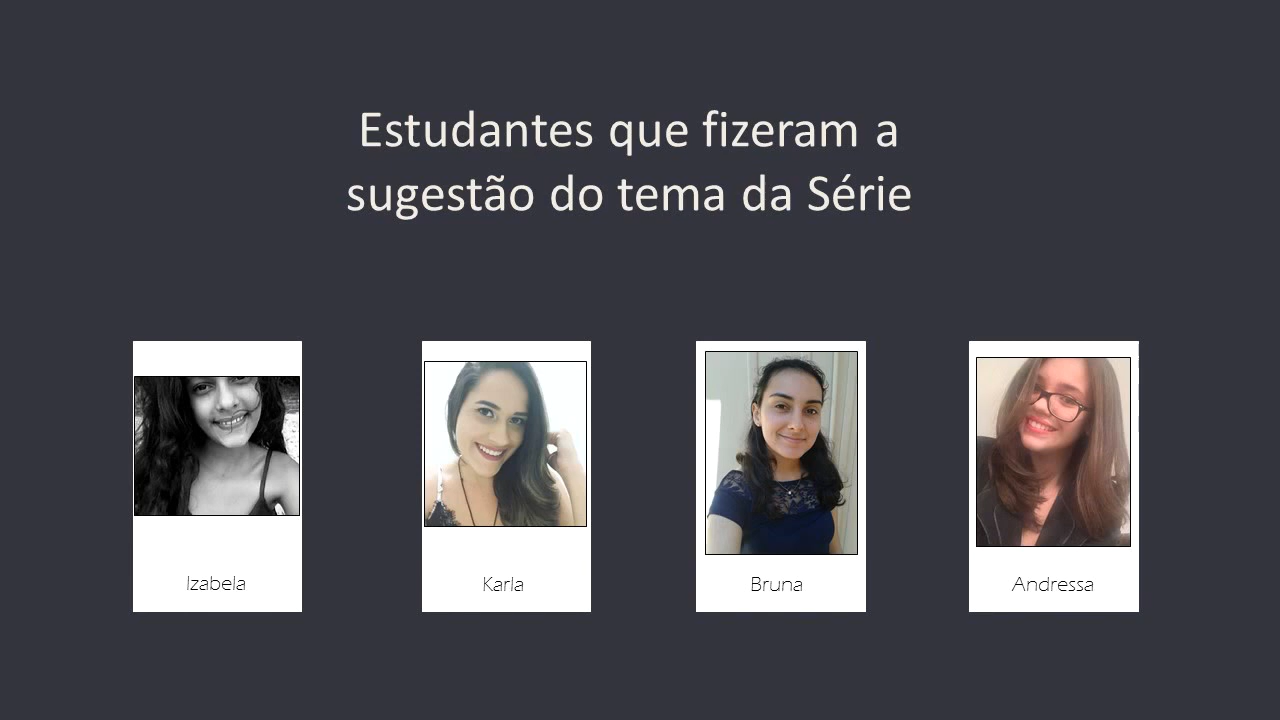 Estudantes que fizeram a
sugestão do tema da Série
Izabela
Karla
Bruna
Andressa